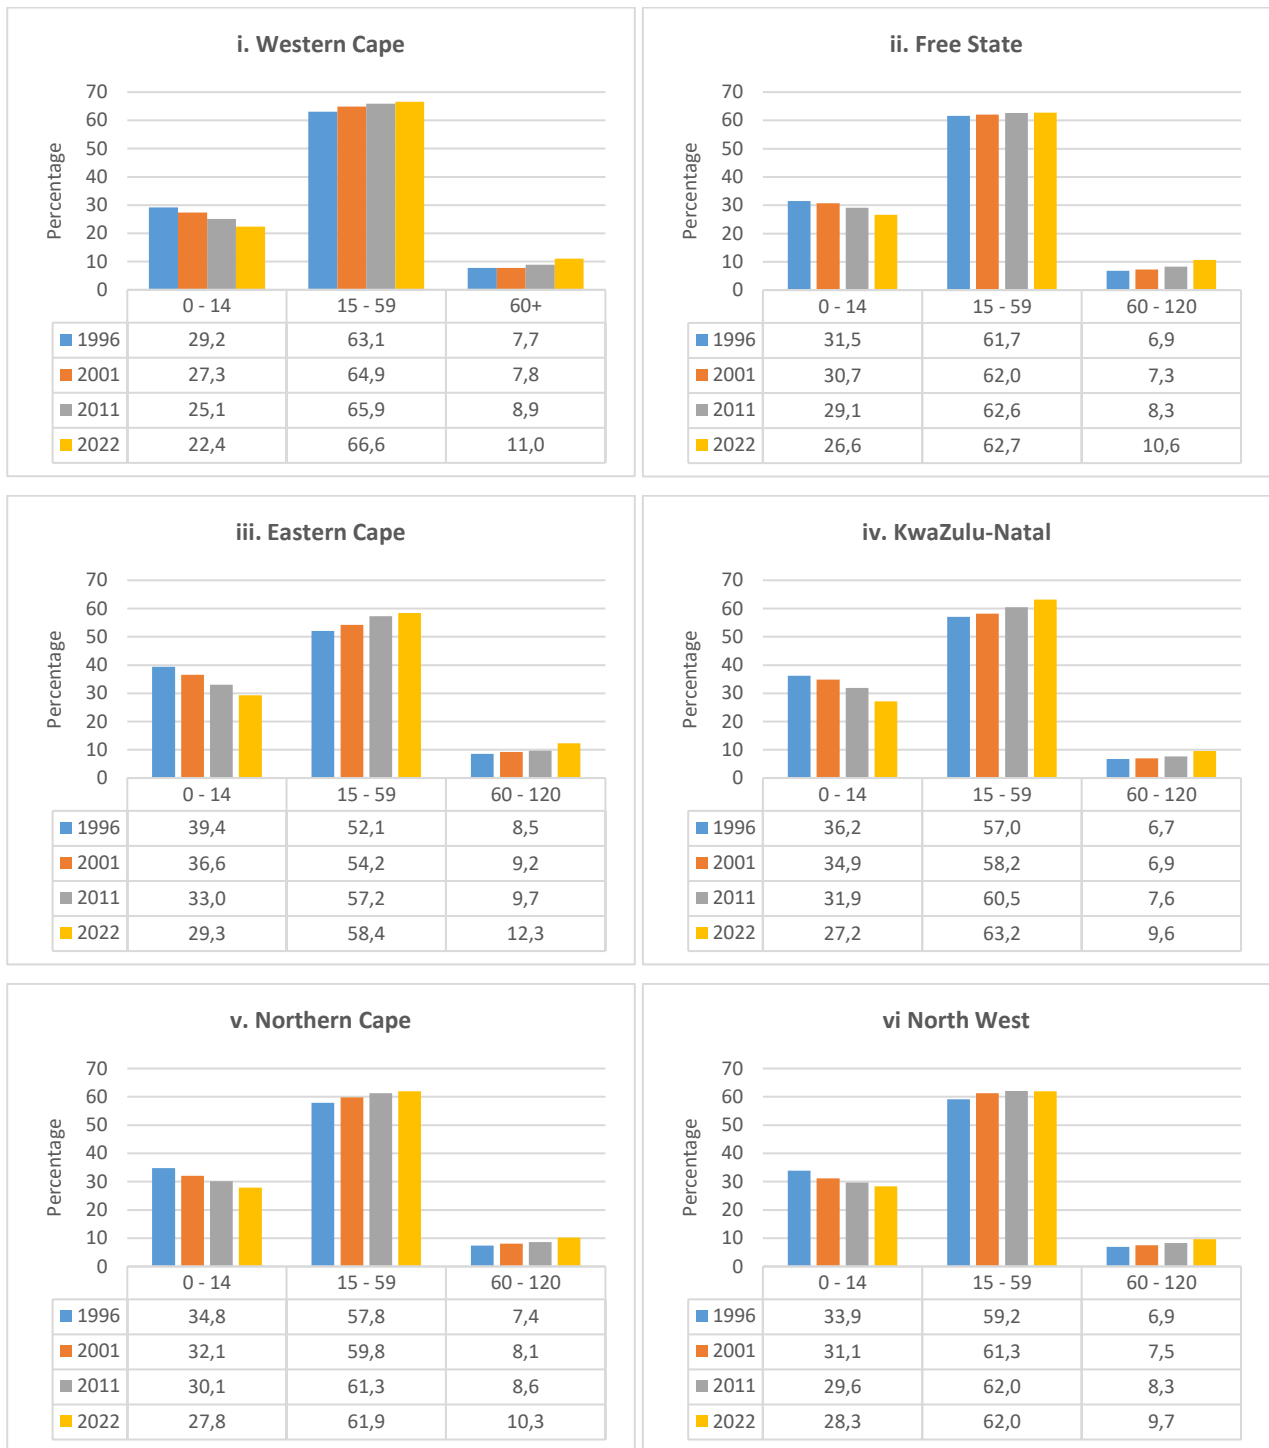 i. Western Cape
70
60
50
40
30
20
10
0
Percentage
0 - 14 15 - 59 60+
1996 29,2 63,1 7,7
2001 27,3 64,9 7,8
2011 25,1 65,9 8,9
2022 22,4 66,6 11,0
ii. Free State
70
60
50
40
30
20
10
0
Percentage
0 - 14 15 - 59 60 - 120
1996 31,5 61,7 6,9
2001 30,7 62,0 7,3
2011 29,1 62,6 8,3
2022 26,6 62,7 10,6
iii. Eastern Cape
70
60
50
40
30
20
10
0
Percentage
0 - 14 15 - 59 60 - 120
1996 39,4 52,1 8,5
2001 36,6 54,2 9,2
2011 33,0 57,2 9,7
2022 29,3 58,4 12,3
iv. KwaZulu-Natal
70
60
50
40
30
20
10
0
Percentage
0 - 14 15 - 59 60 - 120
1996 36,2 57,0 6,7
2001 34,9 58,2 6,9
2011 31,9 60,5 7,6
2022 27,2 63,2 9,6
v. Northern Cape
70
60
50
40
30
20
10
0
Percentage
0 - 14 15 - 59 60 - 120
1996 34,8 57,8 7,4
2001 32,1 59,8 8,1
2011 30,1 61,3 8,6
2022 27,8 61,9 10,3
vi North West
70
60
50
40
30
20
10
0
Percentage
0 - 14 15 - 59 60 - 120
1996 33,9 59,2 6,9
2001 31,1 61,3 7,5
2011 29,6 62,0 8,3
2022 28,3 62,0 9,7